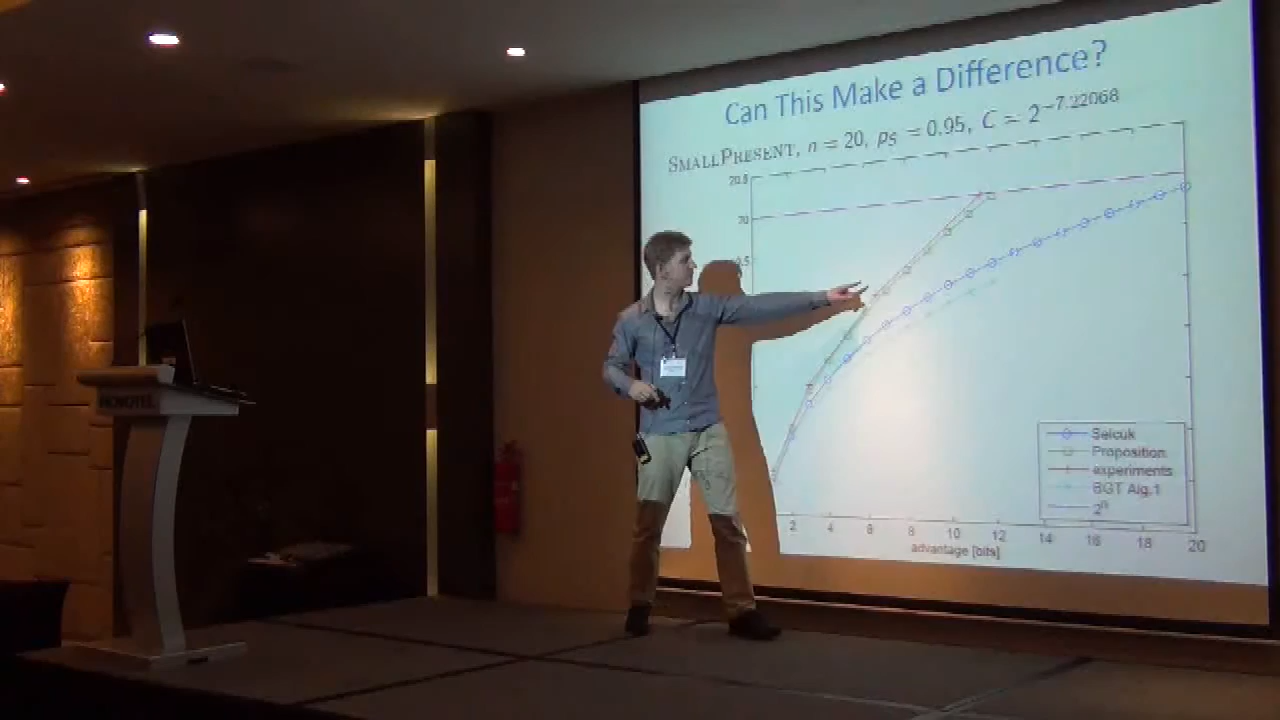 Can This Make a Difference?
SMALLPRESENT, n = 20, pS = 0.95, C = 2^-7.22068
20.5
20
Selcuk
Proposition
experiments
BGT Alg.1
2^n
2 4 6 8 10 12 14 16 18 20
advantage [bits]
NOVOTEL